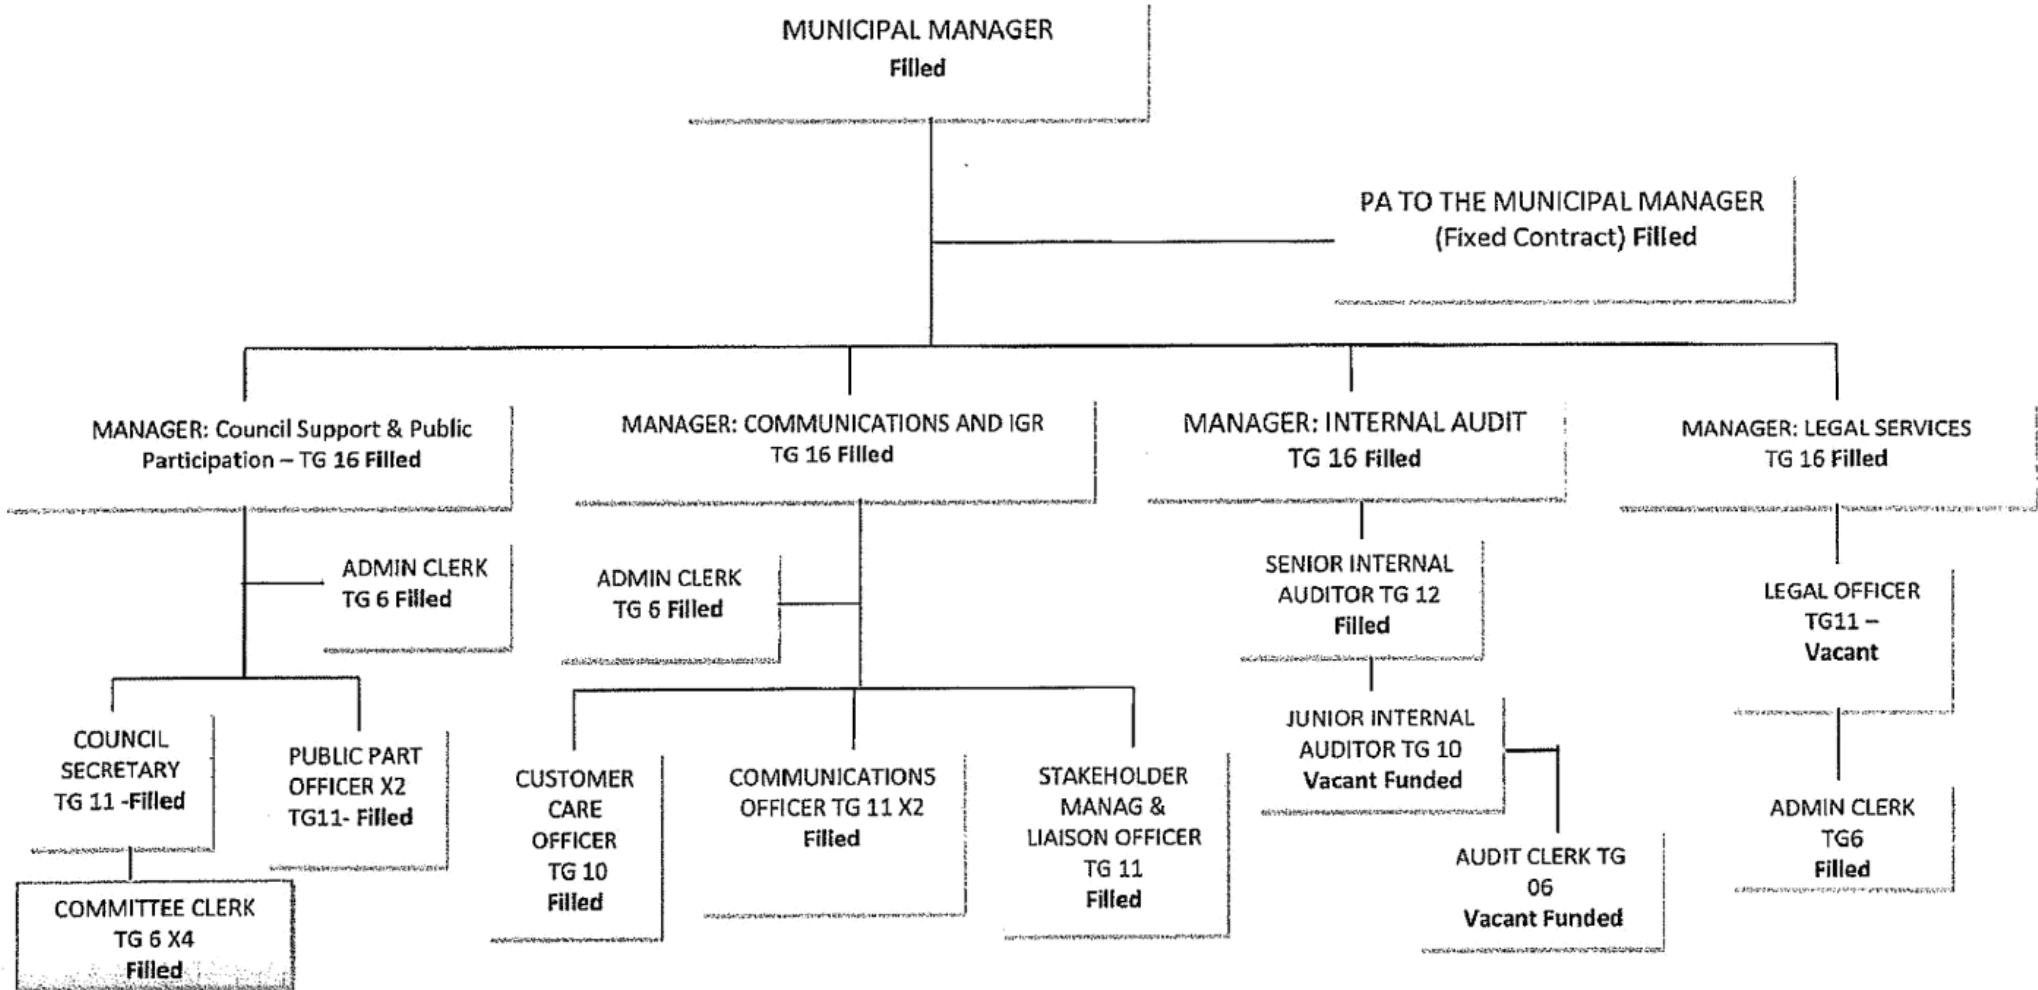 MUNICIPAL MANAGER
Filled
PA TO THE MUNICIPAL MANAGER
(Fixed Contract) Filled
MANAGER: Council Support & Public
Participation – TG 16 Filled
MANAGER: COMMUNICATIONS AND IGR
TG 16 Filled
MANAGER: INTERNAL AUDIT
TG 16 Filled
MANAGER: LEGAL SERVICES
TG 16 Filled
ADMIN CLERK
TG 6 Filled
ADMIN CLERK
TG 6 Filled
SENIOR INTERNAL
AUDITOR TG 12
Filled
LEGAL OFFICER
TG11 –
Vacant
COUNCIL
SECRETARY
TG 11 -Filled
PUBLIC PART
OFFICER X2
TG11- Filled
CUSTOMER
CARE
OFFICER
TG 10
Filled
COMMUNICATIONS
OFFICER TG 11 X2
Filled
STAKEHOLDER
MANAG &
LIAISON OFFICER
TG 11
Filled
JUNIOR INTERNAL
AUDITOR TG 10
Vacant Funded
ADMIN CLERK
TG6
Filled
AUDIT CLERK TG
06
Vacant Funded
COMMITTEE CLERK
TG 6 X4
Filled